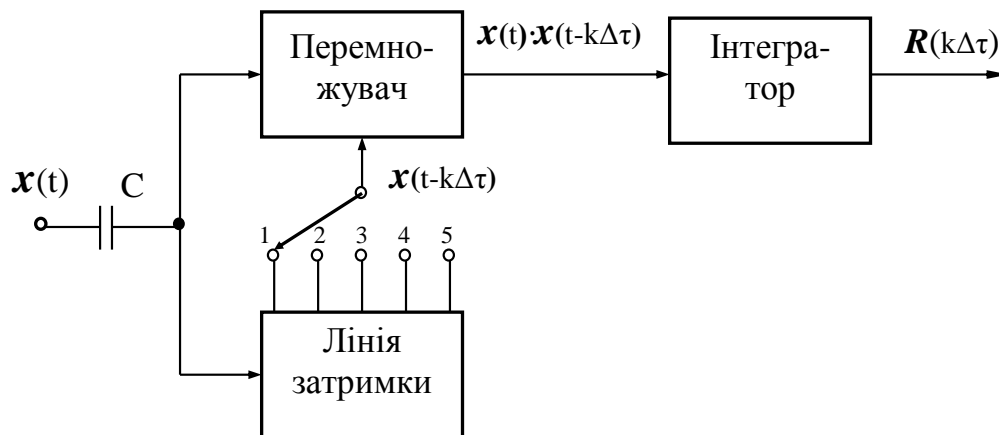 Перемно-
жувач
x(t)·x(t-kΔτ)
Інтегра-
тор
R(kΔτ)
x(t)
C
x(t-kΔτ)
1 2 3 4 5
Лінія
затримки